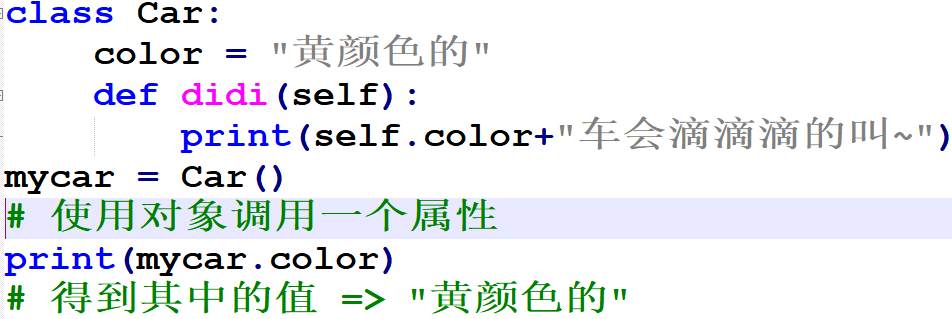 class Car:
    color = "黄颜色的"
    def didi(self):
        print(self.color+"车会滴滴滴的叫~")
mycar = Car()
# 使用对象调用一个属性
print(mycar.color)
# 得到其中的值 => "黄颜色的"